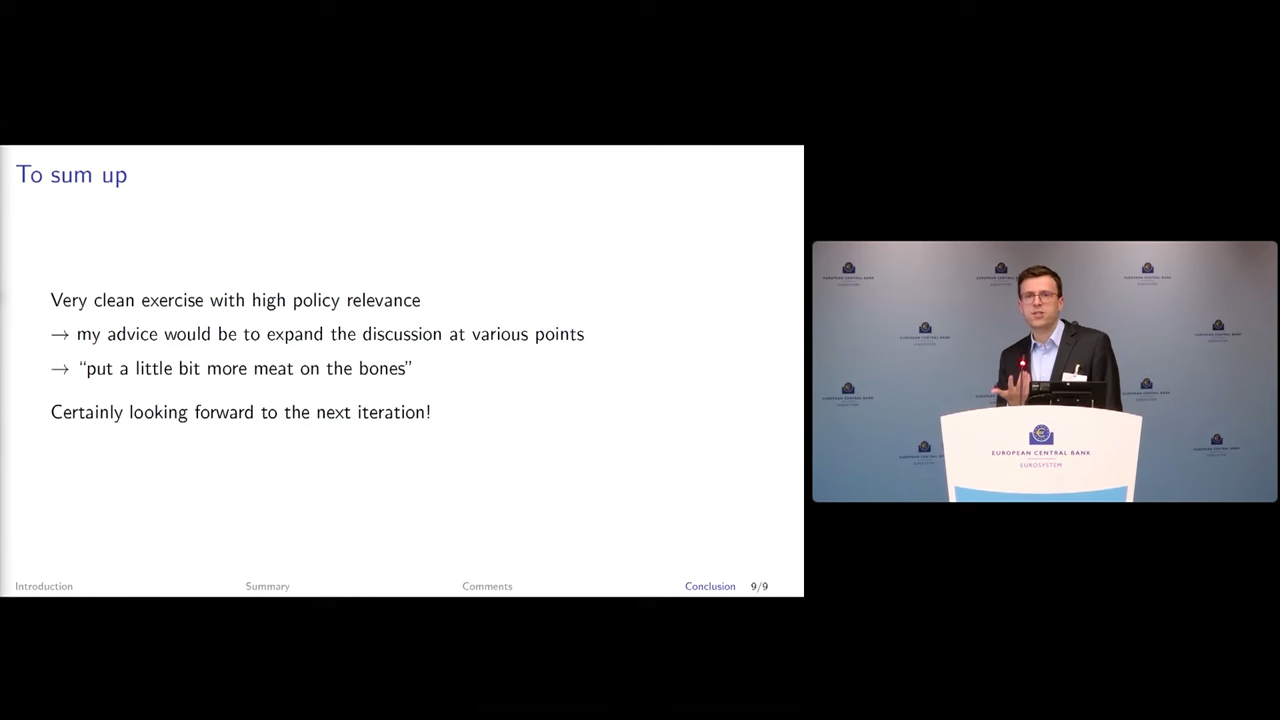 To sum up
Very clean exercise with high policy relevance
→ my advice would be to expand the discussion at various points
→ “put a little bit more meat on the bones”
Certainly looking forward to the next iteration!
Introduction Summary Comments Conclusion 9/9
EUROPEAN CENTRAL BANK
EUROSYSTEM